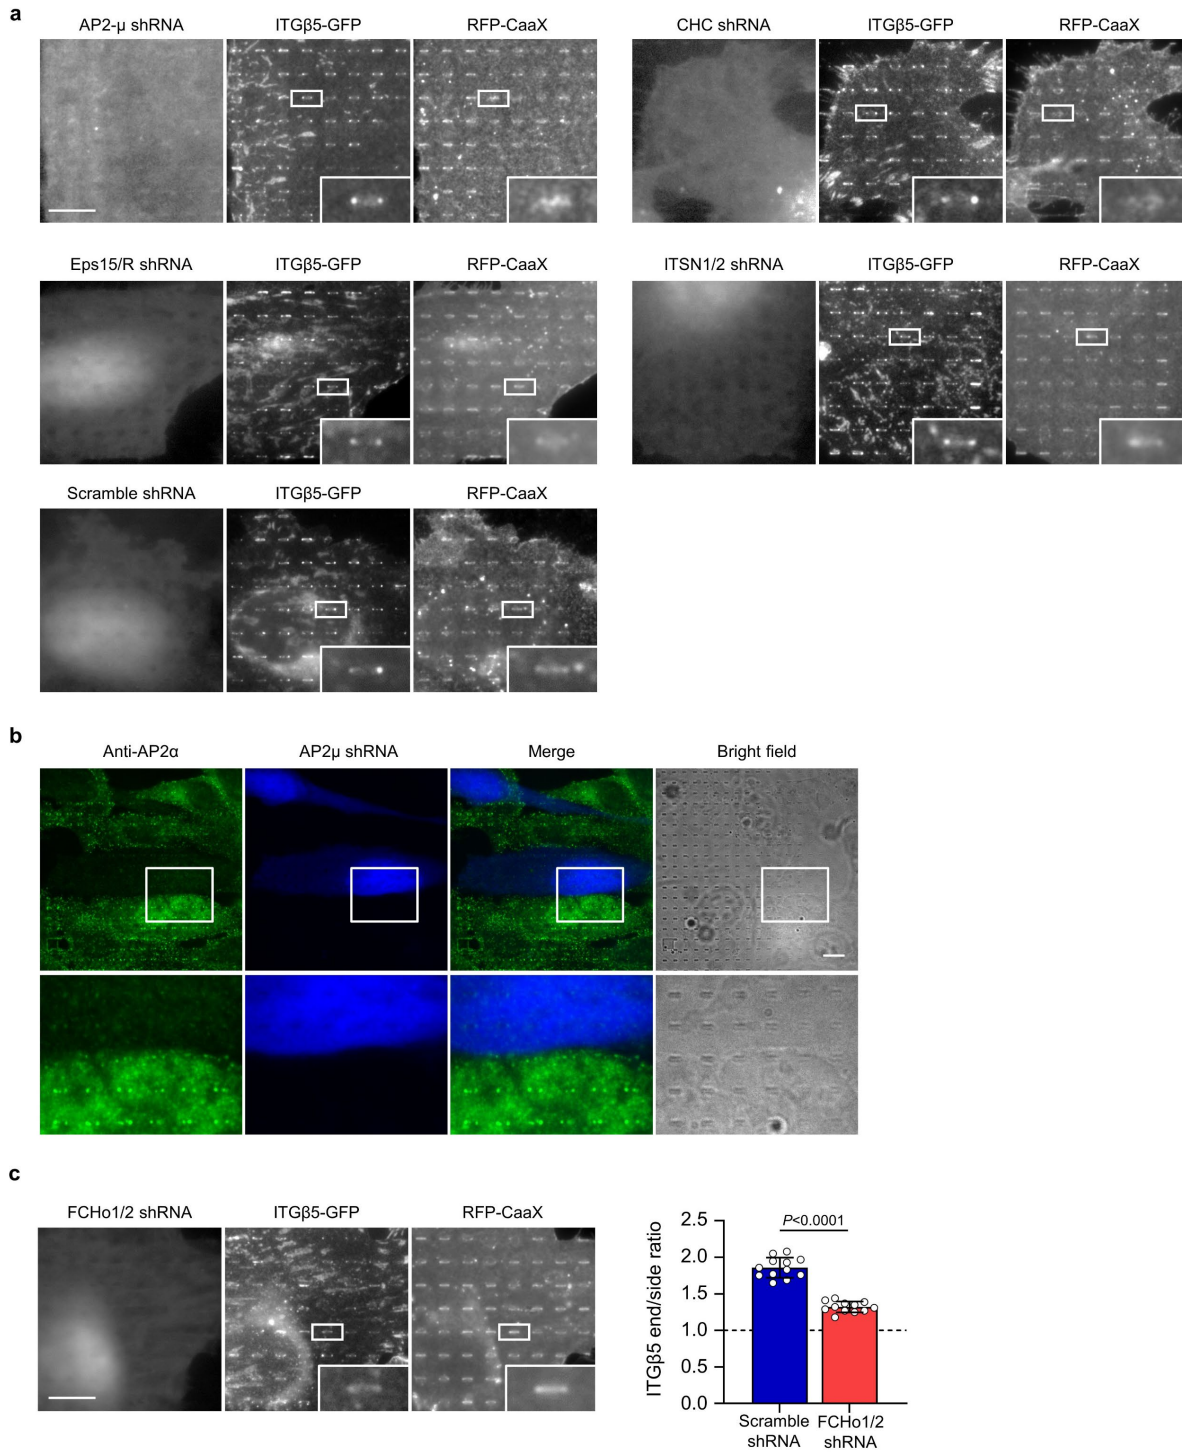 a
AP2-μ shRNA ITGβ5-GFP RFP-CaaX CHC shRNA ITGβ5-GFP RFP-CaaX
Eps15/R shRNA ITGβ5-GFP RFP-CaaX ITSN1/2 shRNA ITGβ5-GFP RFP-CaaX
Scramble shRNA ITGβ5-GFP RFP-CaaX
b
Anti-AP2α AP2μ shRNA Merge Bright field
c
FCHo1/2 shRNA ITGβ5-GFP RFP-CaaX
ITGβ5 end/side ratio
2.5
2.0
1.5
1.0
0.5
0.0
P<0.0001
Scramble
shRNA
FCHo1/2
shRNA